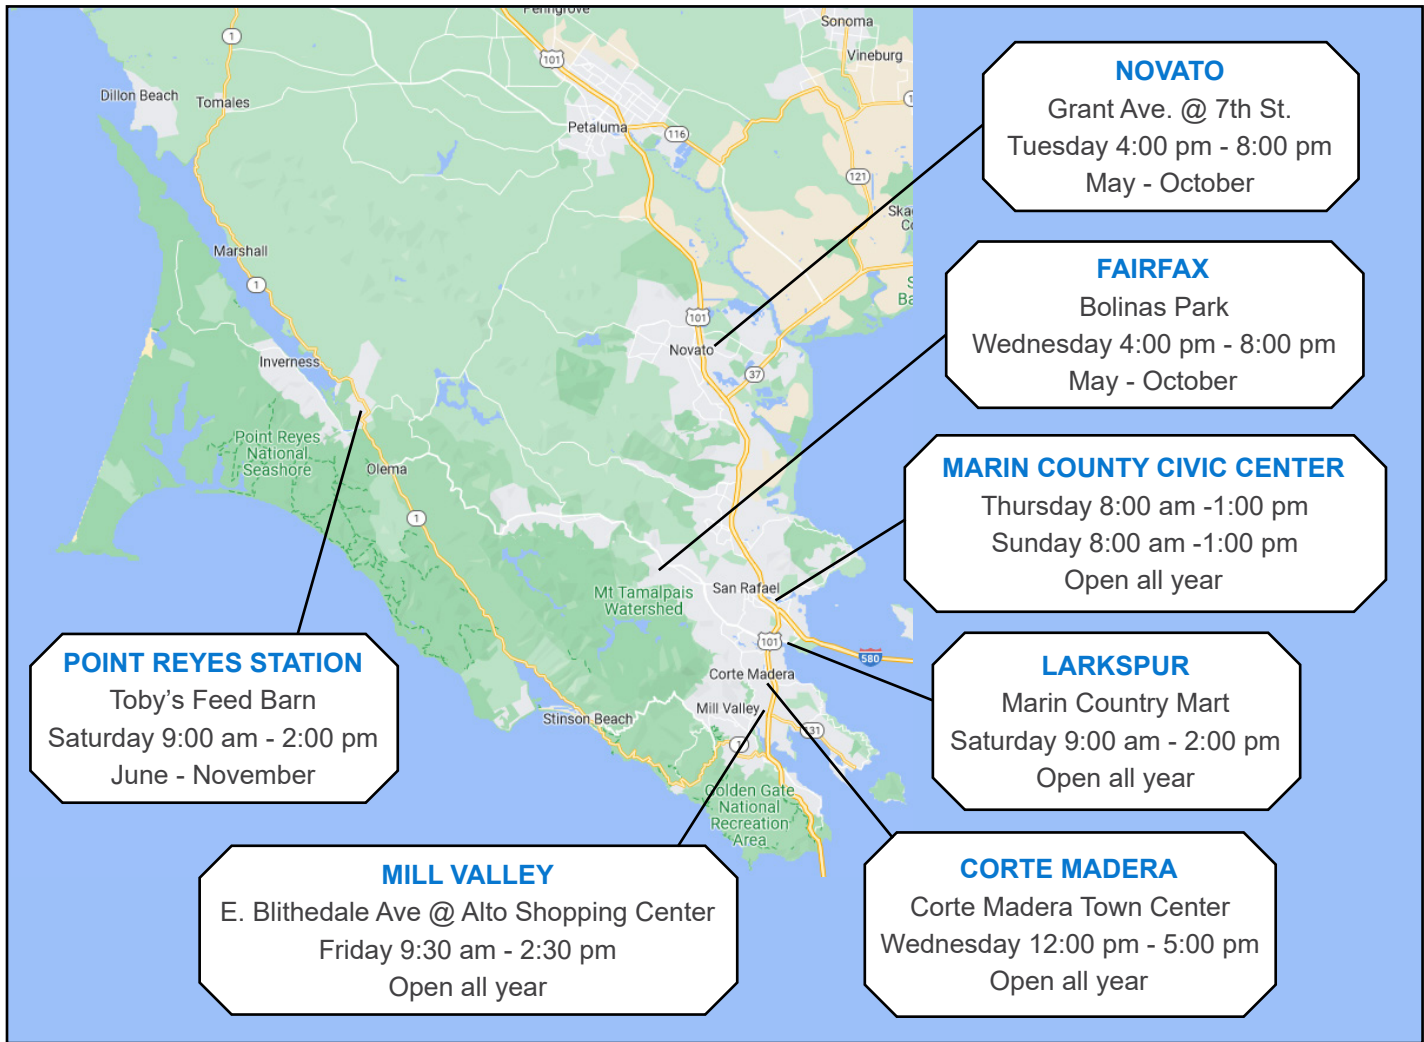 Penngrove
Sonoma
Vineburg
1
101
Dillon Beach
Tomales
Petaluma
116
121
Marshall
1
101
Novato
37
Inverness
Point Reyes
National
Seashore
Olema
1
San Rafael
Mt Tamalpais
Watershed
101
580
Corte Madera
Mill Valley
131
1
Stinson Beach
Golden Gate
National
Recreation
Area
NOVATO
Grant Ave. @ 7th St.
Tuesday 4:00 pm - 8:00 pm
May - October
FAIRFAX
Bolinas Park
Wednesday 4:00 pm - 8:00 pm
May - October
MARIN COUNTY CIVIC CENTER
Thursday 8:00 am -1:00 pm
Sunday 8:00 am -1:00 pm
Open all year
POINT REYES STATION
Toby's Feed Barn
Saturday 9:00 am - 2:00 pm
June - November
LARKSPUR
Marin Country Mart
Saturday 9:00 am - 2:00 pm
Open all year
MILL VALLEY
E. Blithedale Ave @ Alto Shopping Center
Friday 9:30 am - 2:30 pm
Open all year
CORTE MADERA
Corte Madera Town Center
Wednesday 12:00 pm - 5:00 pm
Open all year